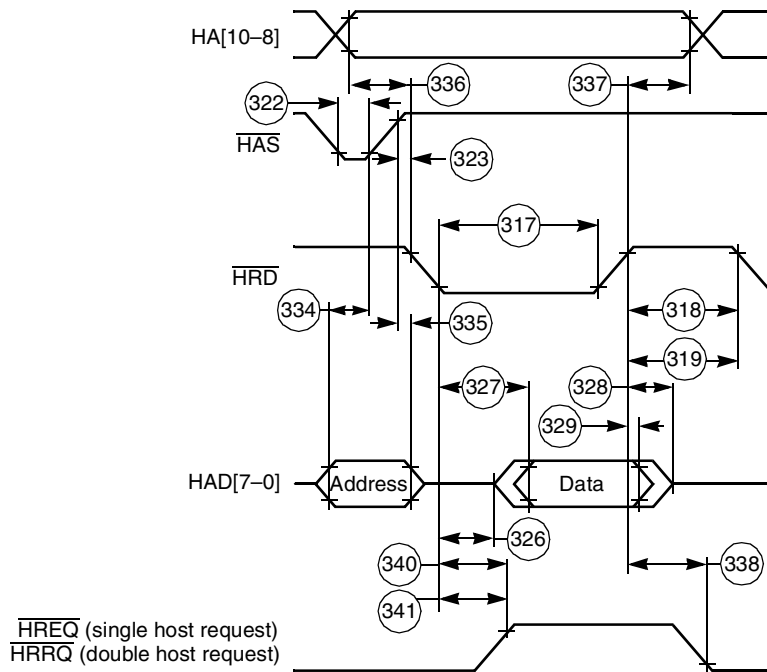 HA[10–8]
336
337
322
HAS
323
317
HRD
334
335
318
319
327
328
329
HAD[7–0]
Address
Data
326
340
338
341
HREQ (single host request)
HRRQ (double host request)